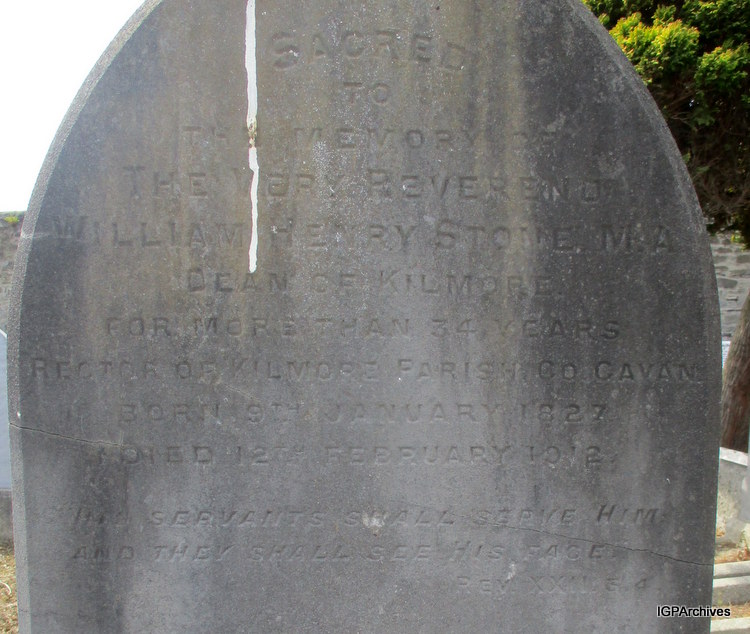 SACRED
TO
THE MEMORY OF
THE VERY REVEREND
WILLIAM HENRY STONE, M.A.
DEAN OF KILMORE
FOR MORE THAN 34 YEARS
RECTOR OF KILMORE PARISH, CO CAVAN.
BORN 9TH JANUARY 1827
DIED 12TH FEBRUARY 1912.
"HIS SERVANTS SHALL SERVE HIM:
AND THEY SHALL SEE HIS FACE."
REV XXII 3.4
IGPArchives